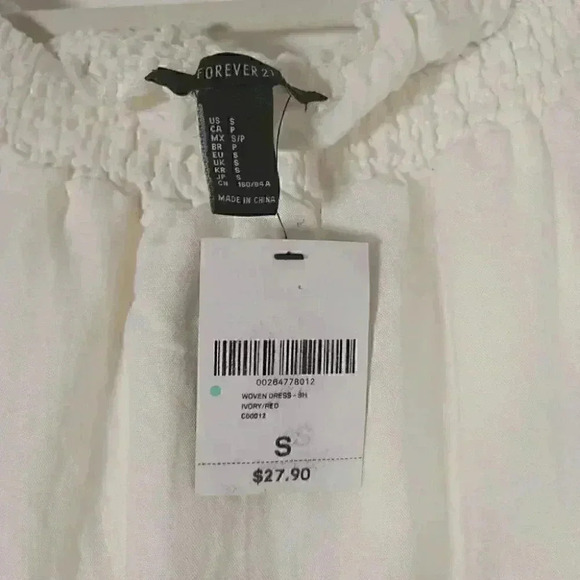 FOREVER 21
US S
CA P
MX S/P
BR P
EU S
UK S
KR S
JP S
CN 160/84A
MADE IN CHINA
00264778012
WOVEN DRESS - SH
IVORY/RED
C00012
S
$27.90